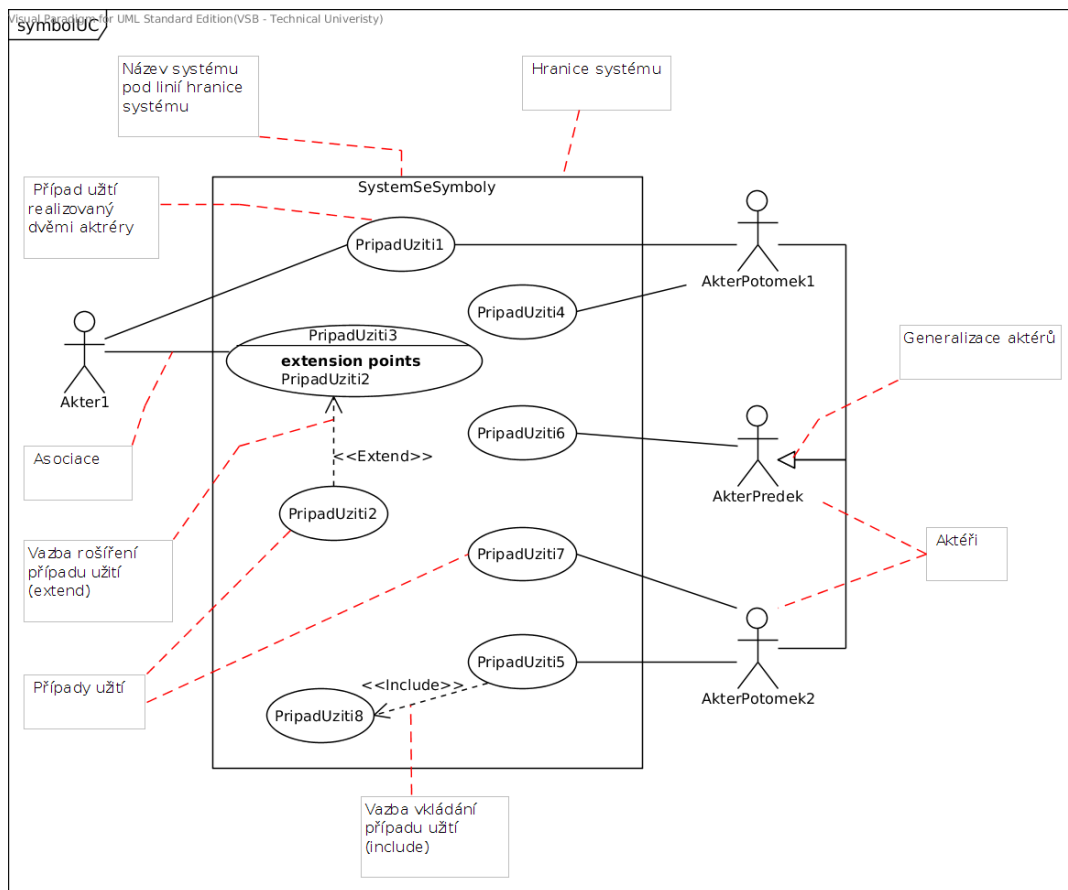 Visual Paradigm for UML Standard Edition(VSB - Technical Univeristy)
symbolUC
Název systému
pod linií hranice
systému
Hranice systému
Případ užití
realizovaný
dvěmi aktréry
SystemSeSymboly
PripadUziti1
AkterPotomek1
PripadUziti4
PripadUziti3
extension points
PripadUziti2
Akter1
Generalizace aktérů
PripadUziti6
AkterPredek
Asociace
<<Extend>>
PripadUziti2
Vazba rošíření
případu užití
(extend)
PripadUziti7
Aktéři
Případy užití
PripadUziti5
<<Include>>
PripadUziti8
AkterPotomek2
Vazba vkládání
případu užití
(include)